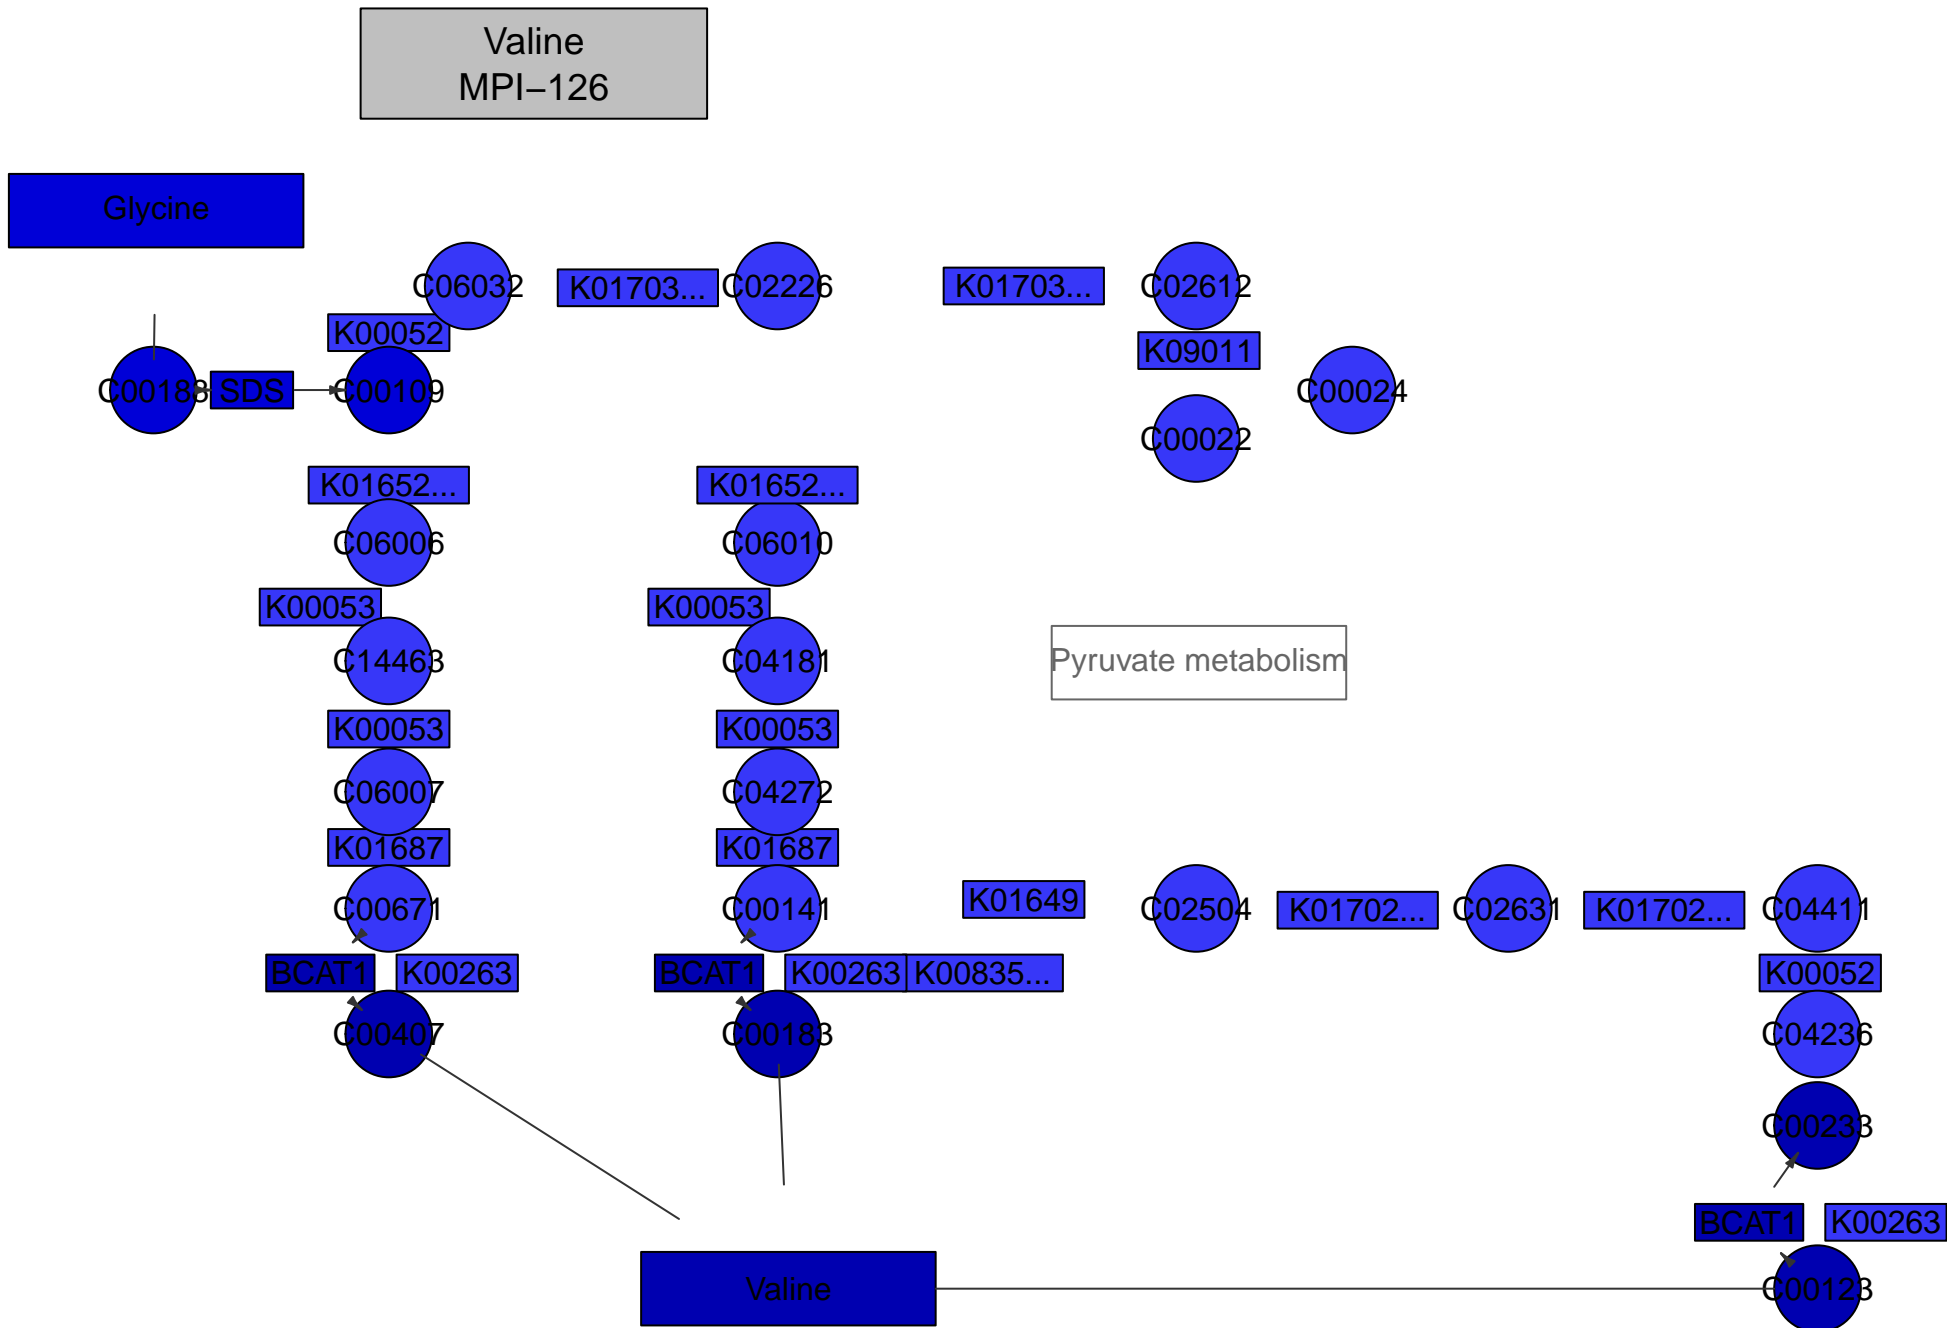 Valine
MPI−126
Glycine
C06032
K01703...
C02226
K01703...
C02612
K00052
K09011
C00188
SDS
C00109
C00024
C00022
K01652...
K01652...
C06006
C06010
K00053
K00053
C14463
C04181
Pyruvate metabolism
K00053
K00053
C06007
C04272
K01687
K01687
C00671
C00141
K01649
C02504
K01702...
C02631
K01702...
C04411
BCAT1
K00263
BCAT1
K00263
K00835...
K00052
C00407
C00183
C04236
C00233
BCAT1
K00263
Valine
C00123